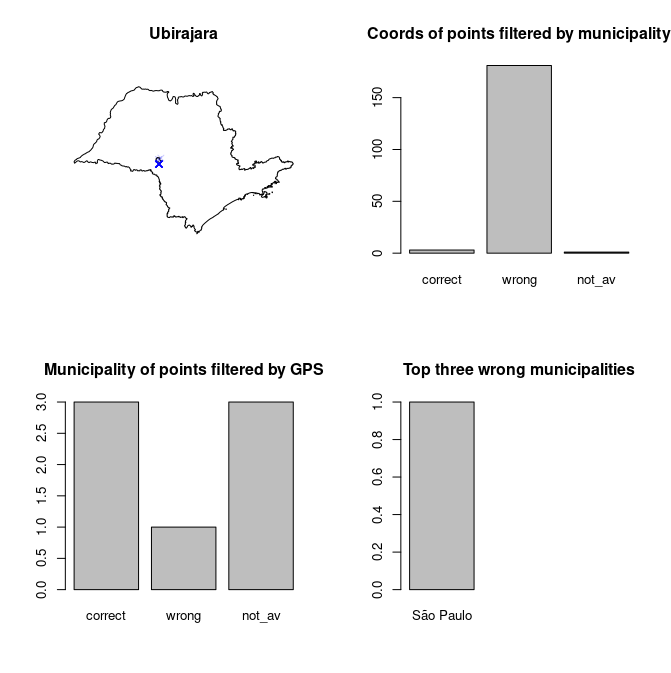 Ubirajara
Coords of points filtered by municipality
150
100
50
0
correct wrong not_av
Municipality of points filtered by GPS
3.0
2.5
2.0
1.5
1.0
0.5
0.0
correct wrong not_av
Top three wrong municipalities
1.0
0.8
0.6
0.4
0.2
0.0
São Paulo